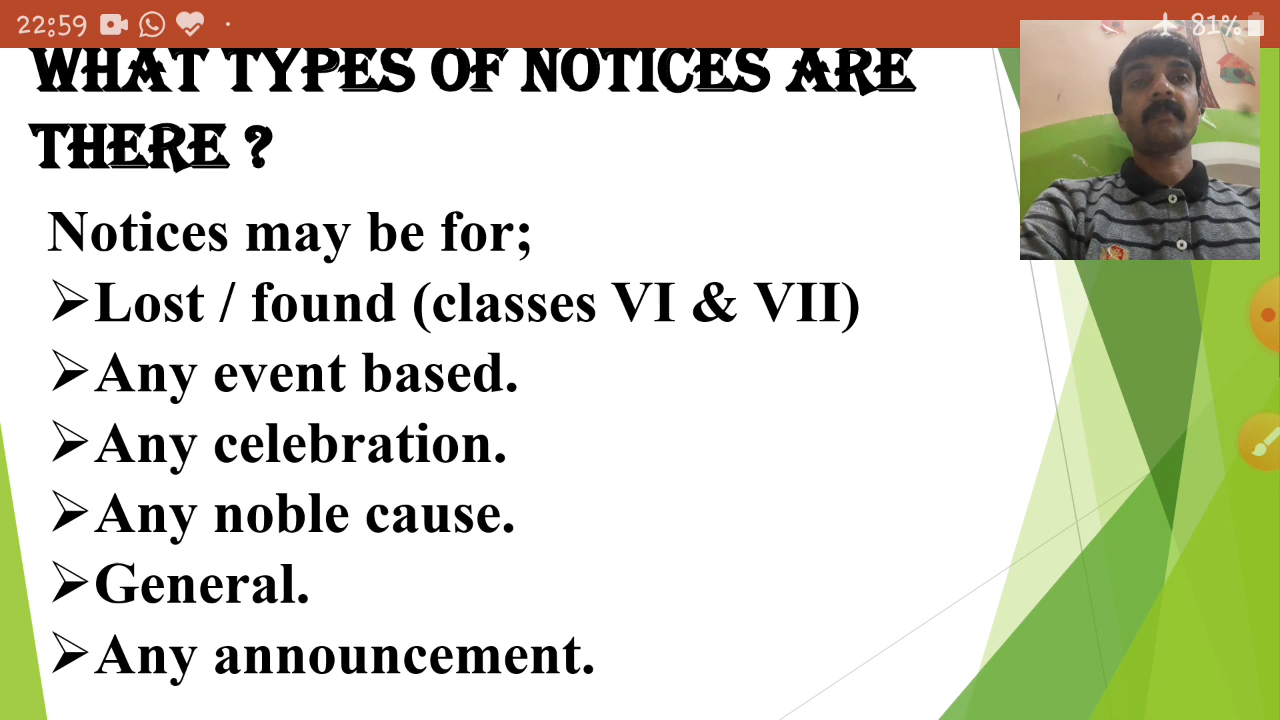 22:59
81%
WHAT TYPES OF NOTICES ARE
THERE ?
Notices may be for;
➢Lost / found (classes VI & VII)
➢Any event based.
➢Any celebration.
➢Any noble cause.
➢General.
➢Any announcement.